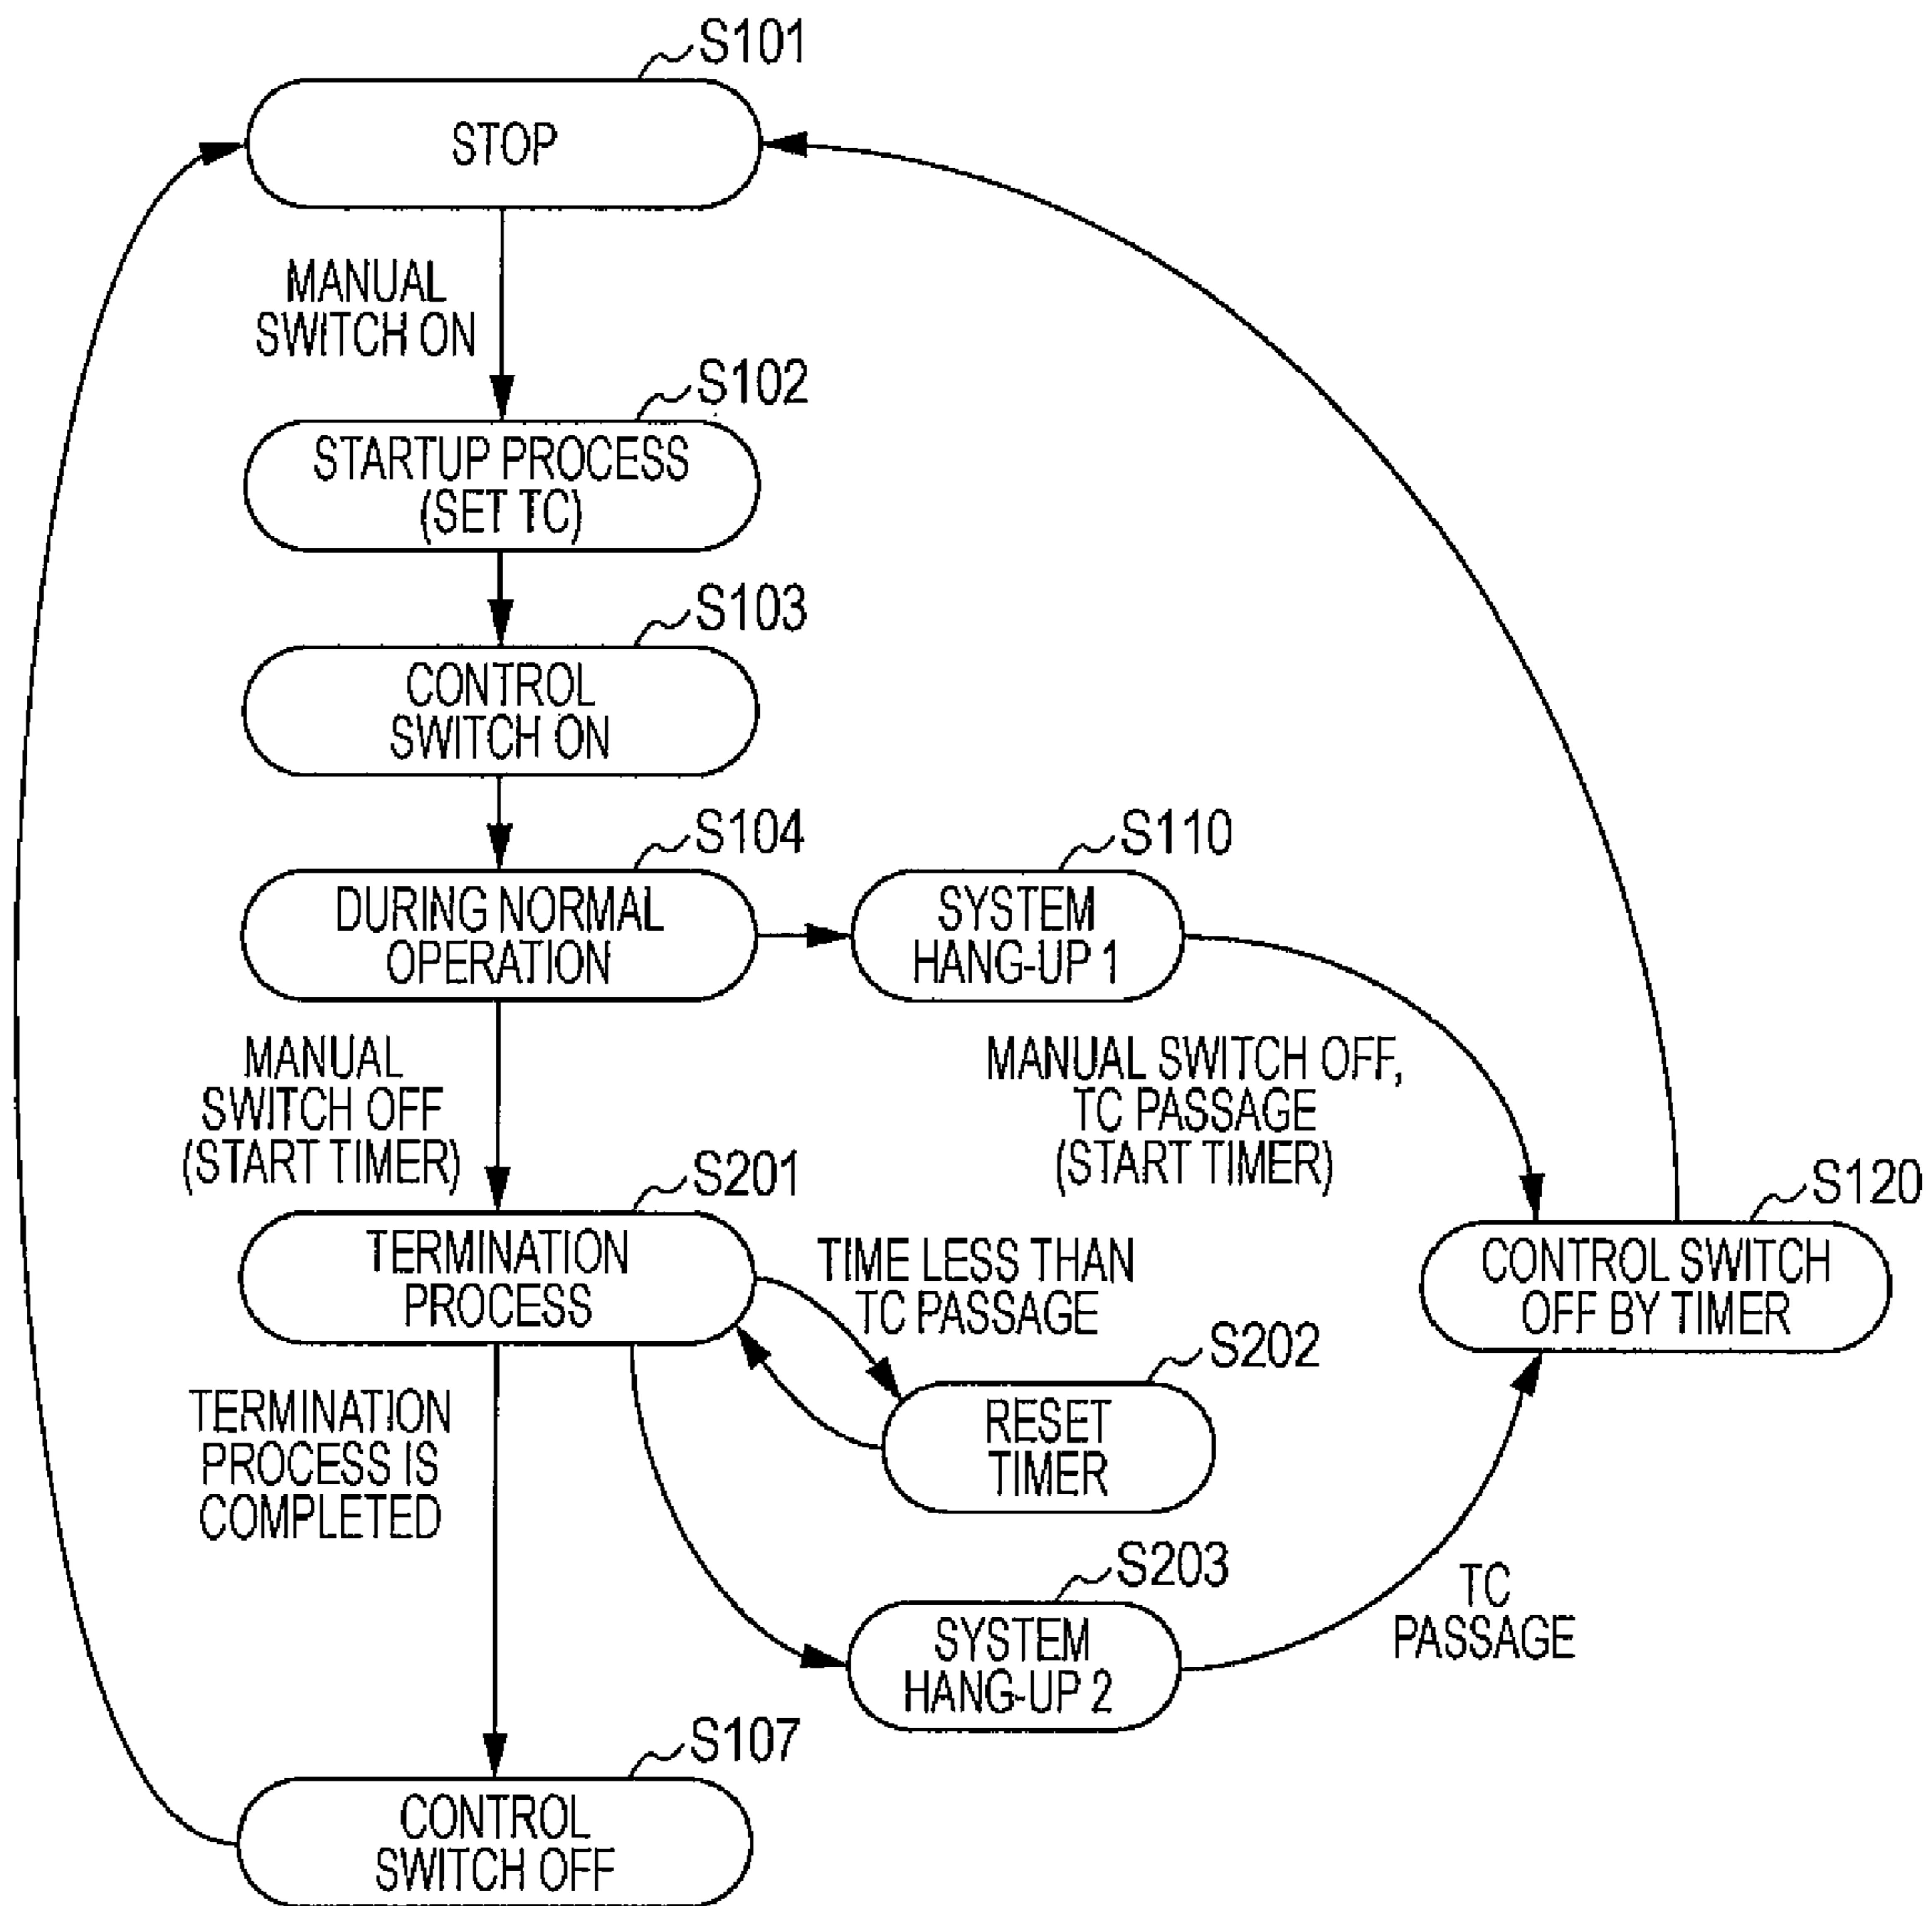 S101
STOP
MANUAL
SWITCH ON
S102
STARTUP PROCESS
(SET TC)
S103
CONTROL
SWITCH ON
S104
DURING NORMAL
OPERATION
S110
SYSTEM
HANG-UP 1
MANUAL
SWITCH OFF
(START TIMER)
MANUAL SWITCH OFF,
TC PASSAGE
(START TIMER)
S201
TERMINATION
PROCESS
TIME LESS THAN
TC PASSAGE
S120
CONTROL SWITCH
OFF BY TIMER
S202
RESET
TIMER
TERMINATION
PROCESS IS
COMPLETED
S203
SYSTEM
HANG-UP 2
TC
PASSAGE
S107
CONTROL
SWITCH OFF